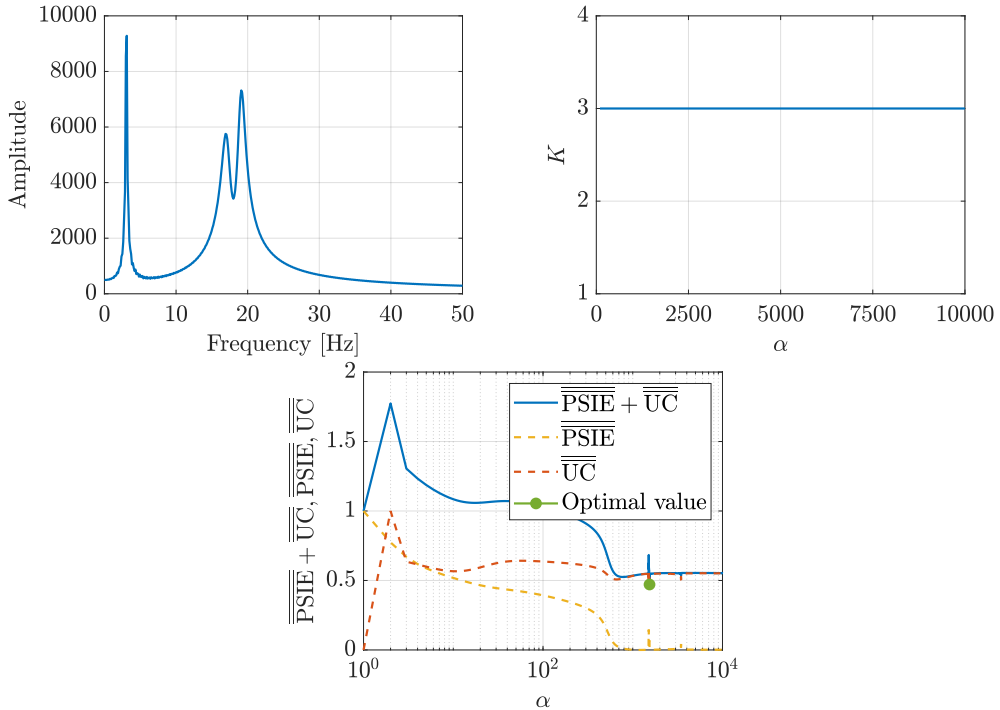 10000
8000
6000
4000
2000
0
Amplitude
0 10 20 30 40 50
Frequency [Hz]
4
3
2
1
K
0 2500 5000 7500 10000
α
2
1.5
1
0.5
0
PSIE + UC, PSIE, UC
PSIE + UC
PSIE
UC
Optimal value
10^0 10^2 10^4
α